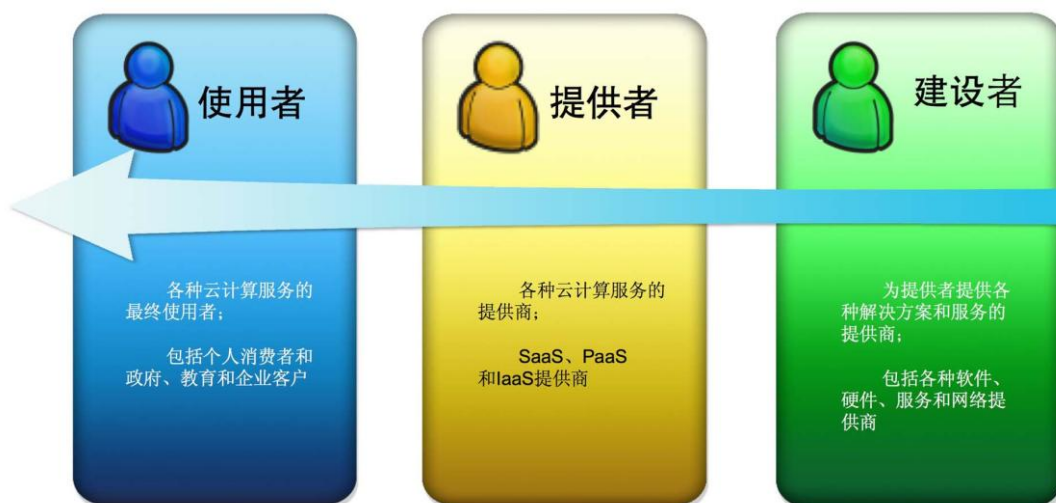 使用者
各种云计算服务的
最终使用者；
包括个人消费者和
政府、教育和企业客户
提供者
各种云计算服务的
提供商；
SaaS、PaaS
和IaaS提供商
建设者
为提供者提供各
种解决方案和服务的
提供商；
包括各种软件、
硬件、服务和网络提
供商